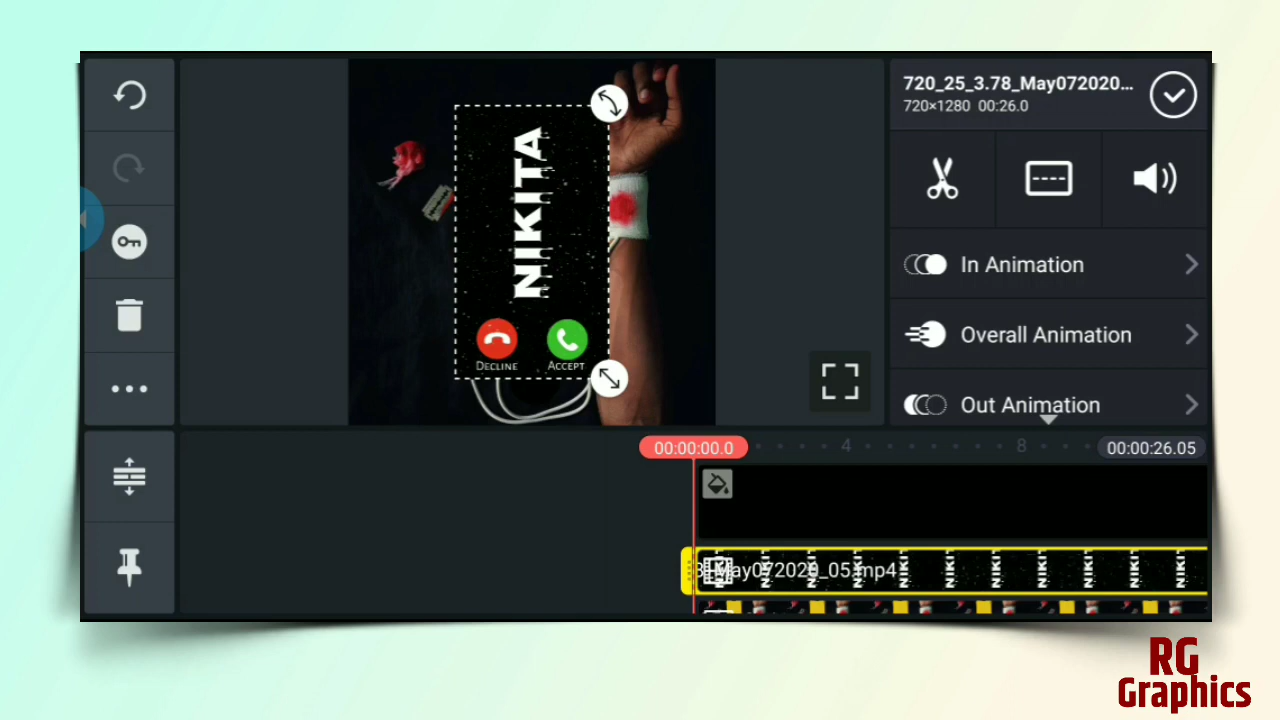 720_25_3.78_May072020...
720×1280 00:26.0
NIKITA
DECLINE
ACCEPT
In Animation
Overall Animation
Out Animation
00:00:00.0
4
8
00:00:26.05
May072020_05.mp4
RG
Graphics